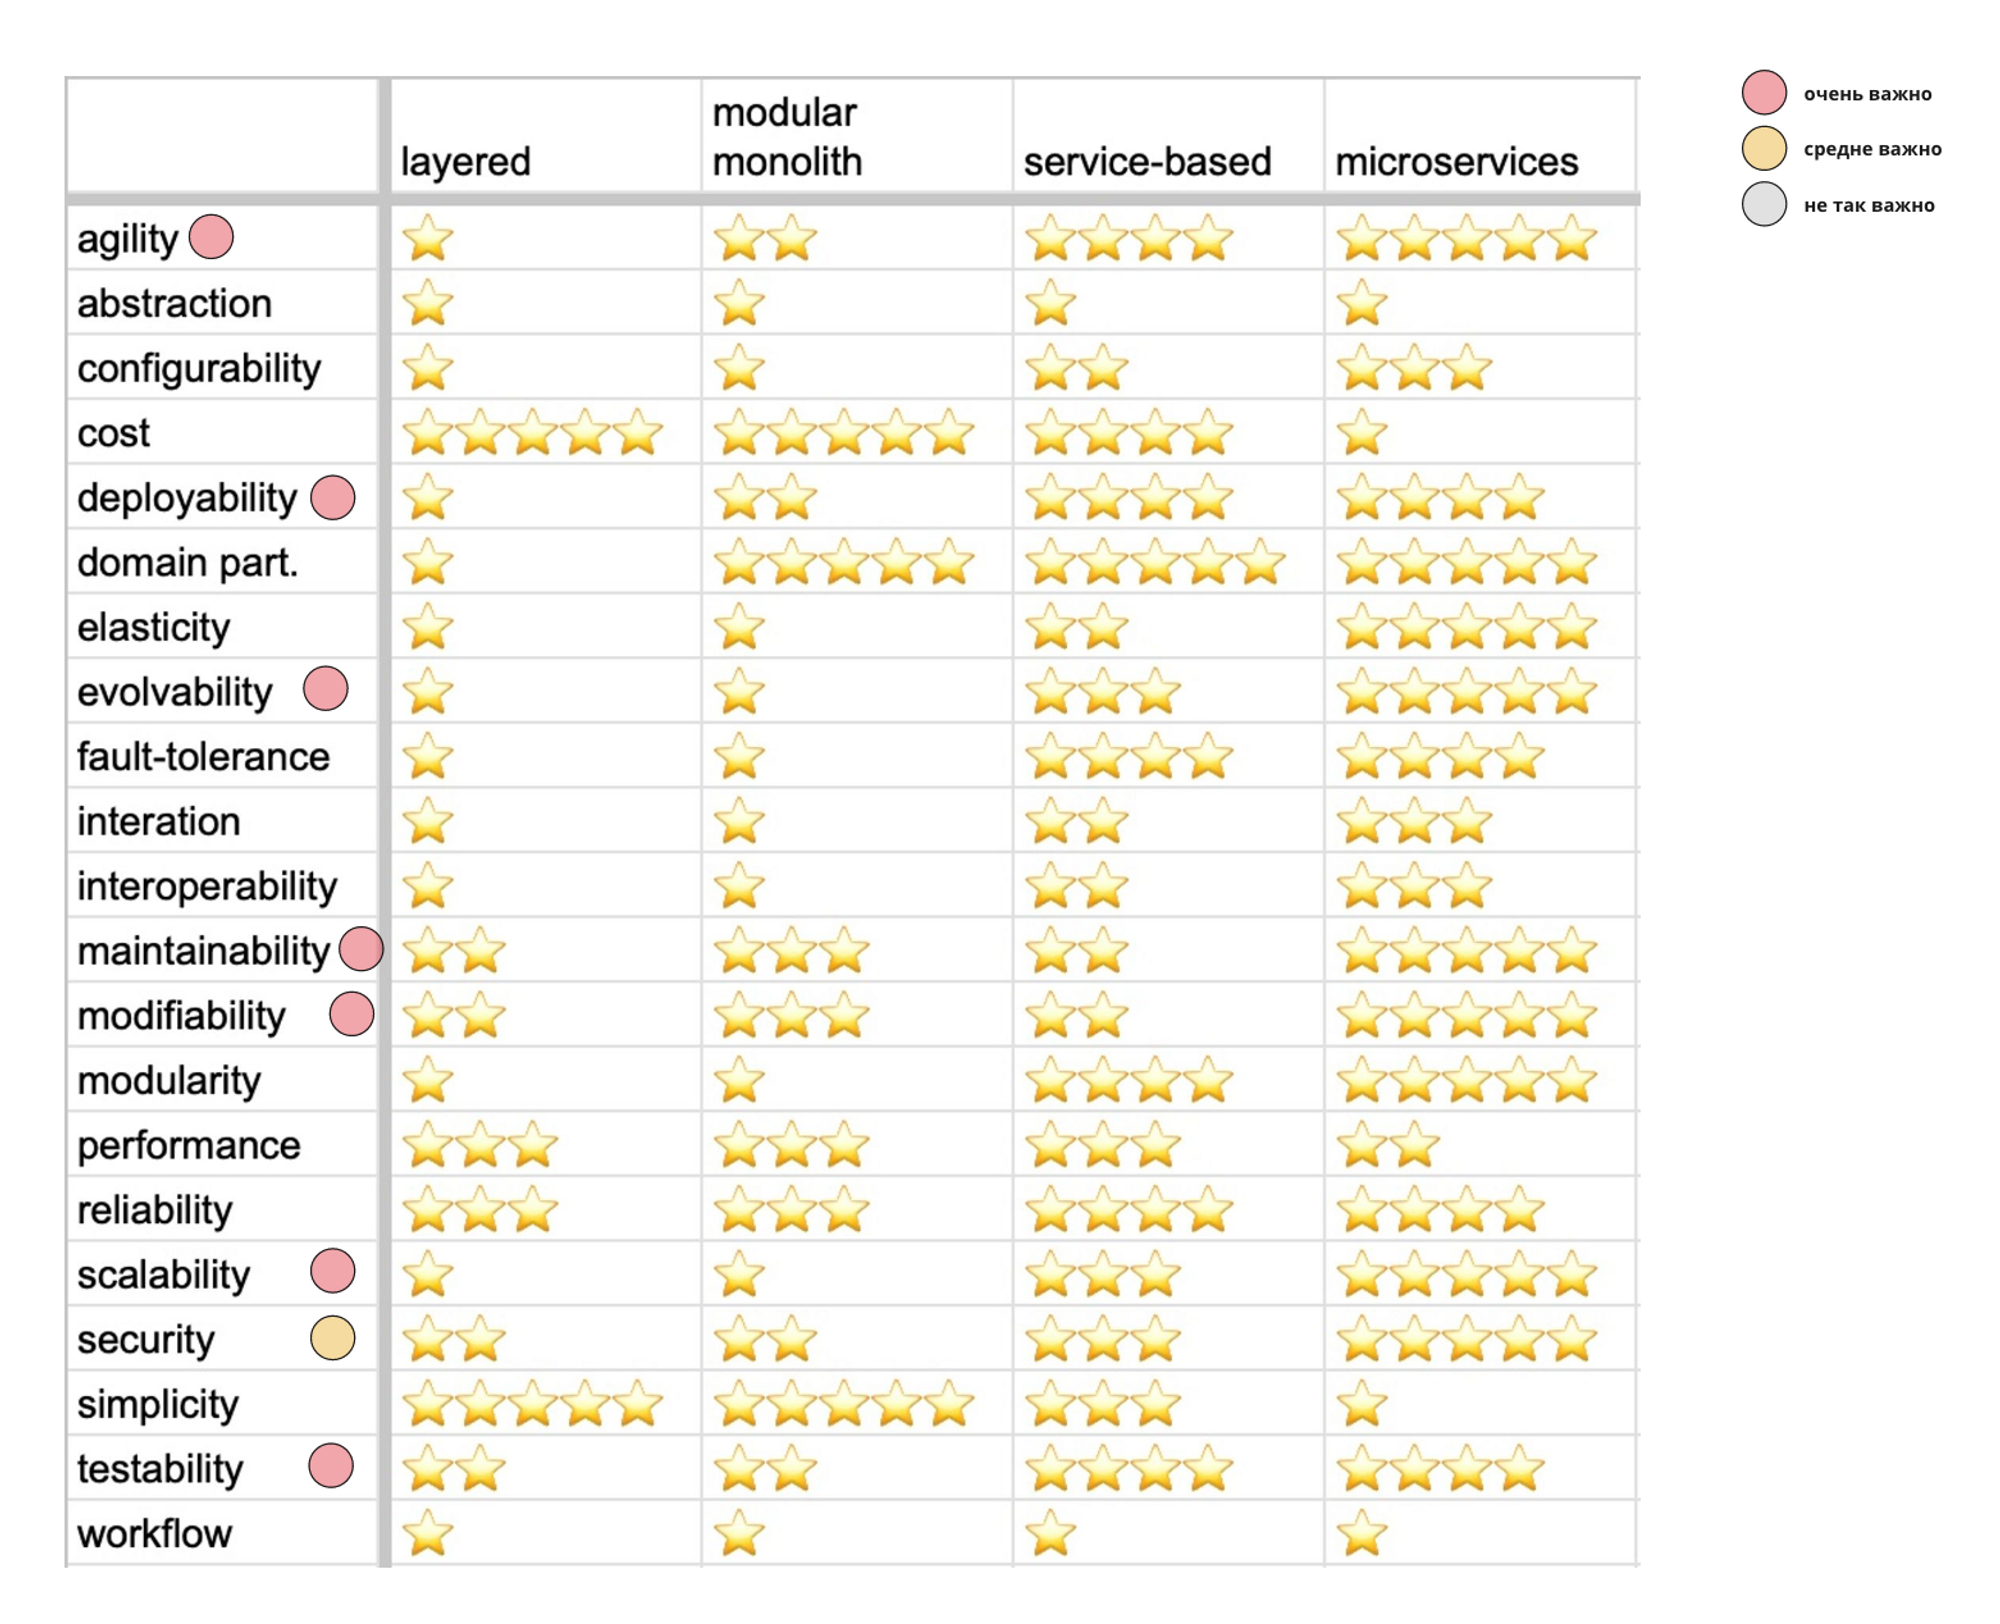 layered
modular
monolith
service-based
microservices
agility
abstraction
configurability
cost
deployability
domain part.
elasticity
evolvability
fault-tolerance
interation
interoperability
maintainability
modifiability
modularity
performance
reliability
scalability
security
simplicity
testability
workflow
очень важно
средне важно
не так важно